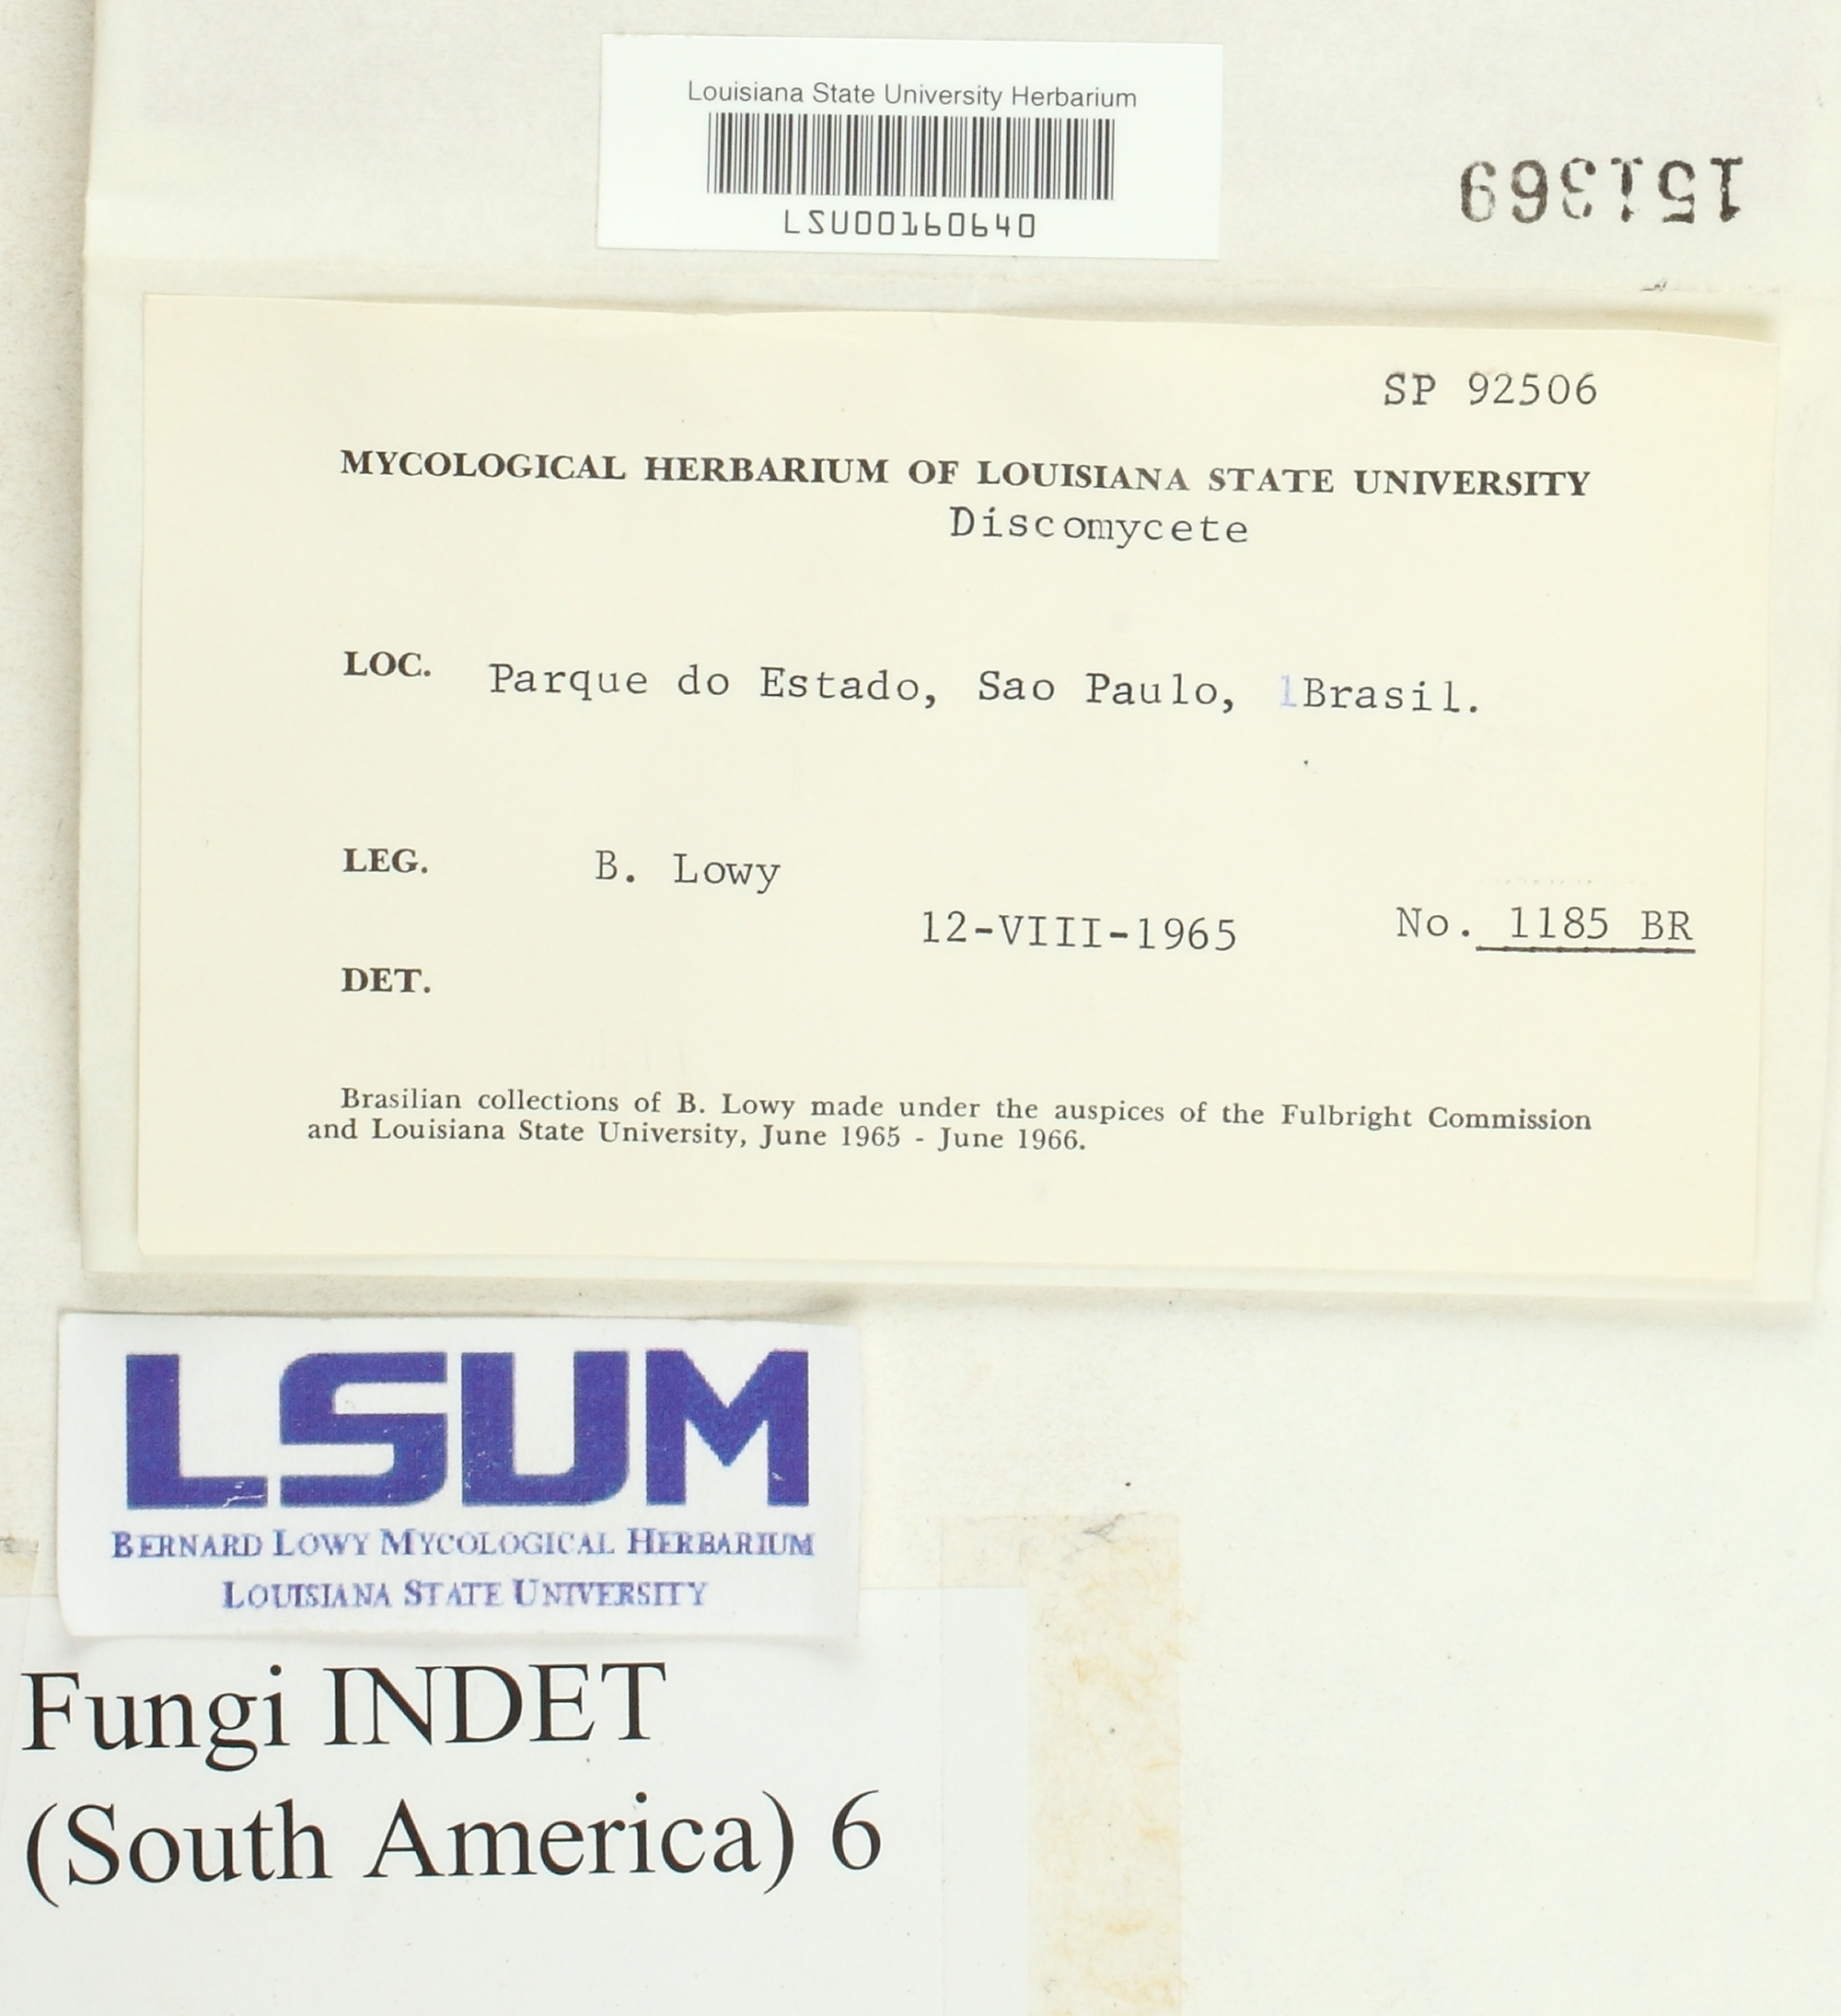 Louisiana State University Herbarium
LSU00160640
151369
SP 92506
MYCOLOGICAL HERBARIUM OF LOUISIANA STATE UNIVERSITY
Discomycete
LOC. Parque do Estado, Sao Paulo, Brasil.
LEG. B. Lowy
12-VIII-1965 No. 1185 BR
DET.
Brasilian collections of B. Lowy made under the auspices of the Fulbright Commission
and Louisiana State University, June 1965 - June 1966.
LSUM
BERNARD LOWY MYCOLOGICAL HERBARIUM
LOUISIANA STATE UNIVERSITY
Fungi INDET
(South America) 6